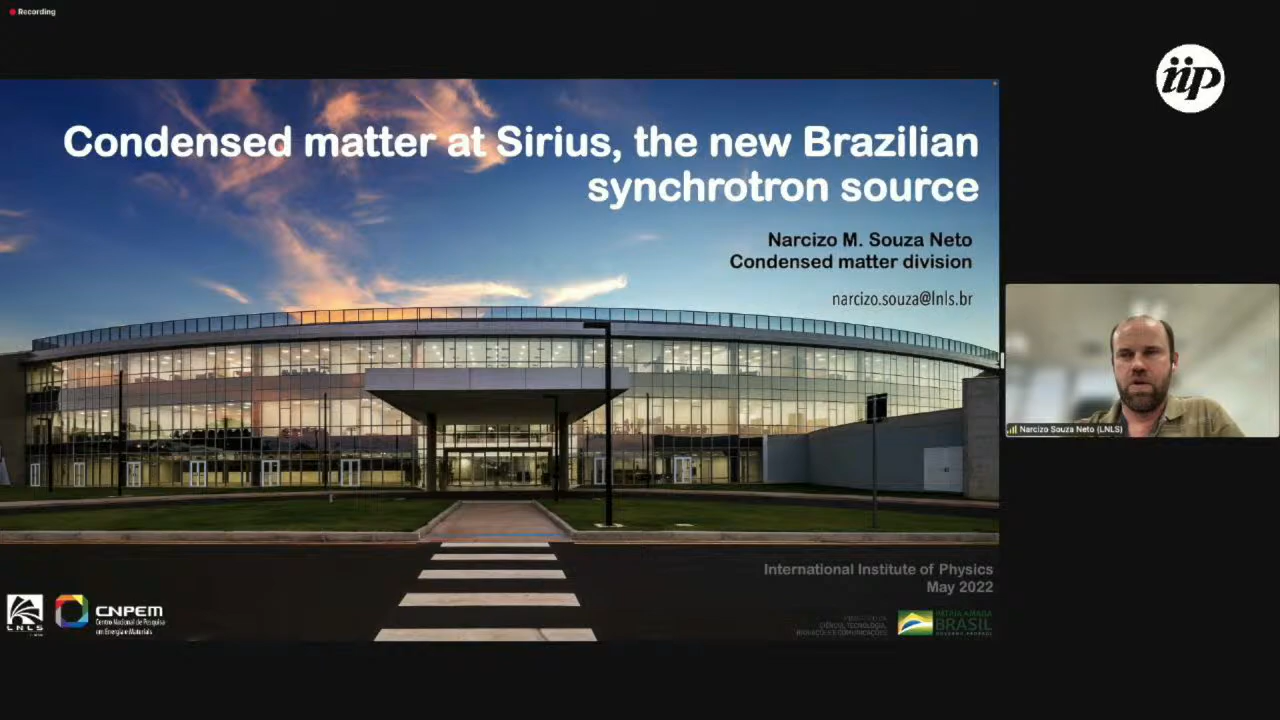 Recording
iip
Condensed matter at Sirius, the new Brazilian
synchrotron source
Narcizo M. Souza Neto
Condensed matter division
narcizo.souza@lnls.br
Narcizo Souza Neto (LNLS)
International Institute of Physics
May 2022
LNLS
CNPEM
Centro Nacional de Pesquisa
em Energia e Materiais
CIÊNCIA, TECNOLOGIA,
INOVAÇÕES E COMUNICAÇÕES
PÁTRIA AMADA
BRASIL
GOVERNO FEDERAL